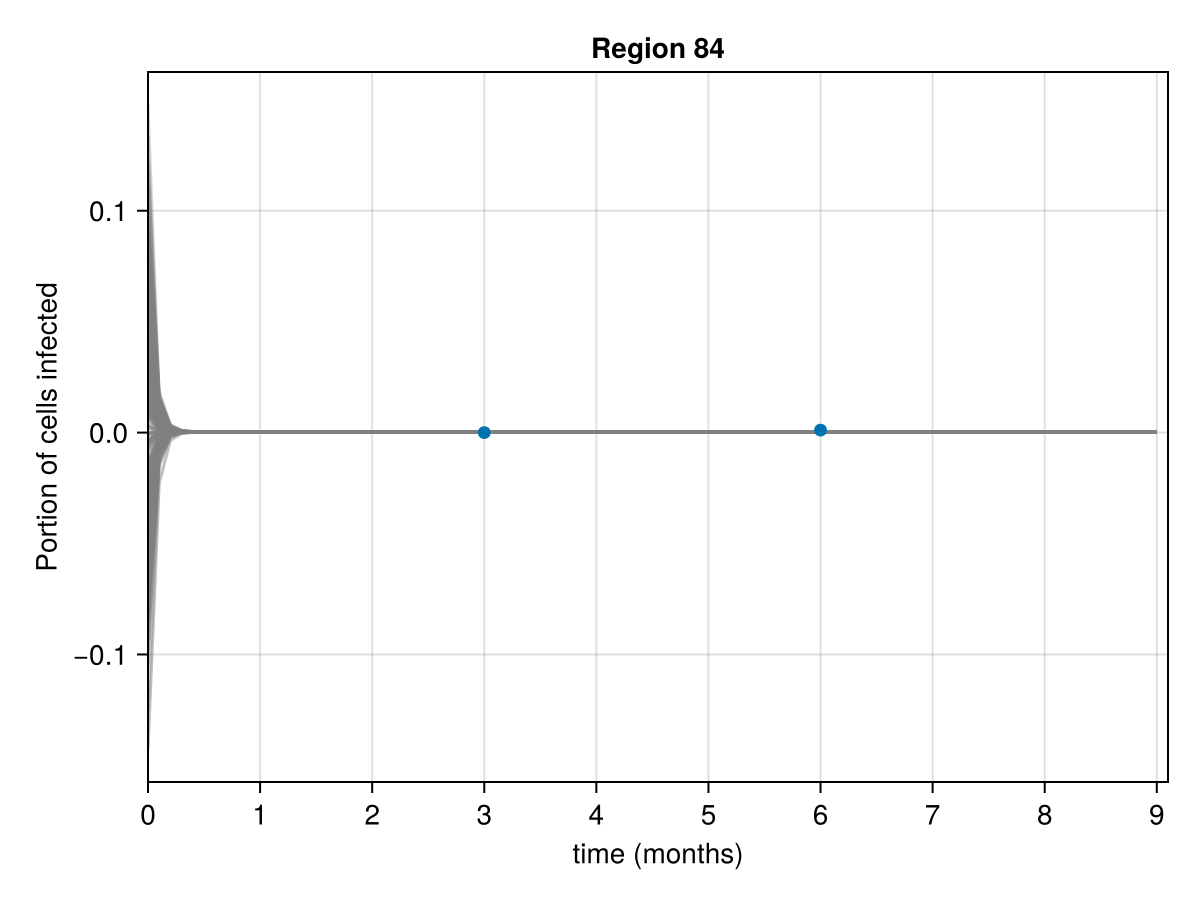 Region 84
Portion of cells infected
0.1
0.0
−0.1
0 1 2 3 4 5 6 7 8 9
time (months)